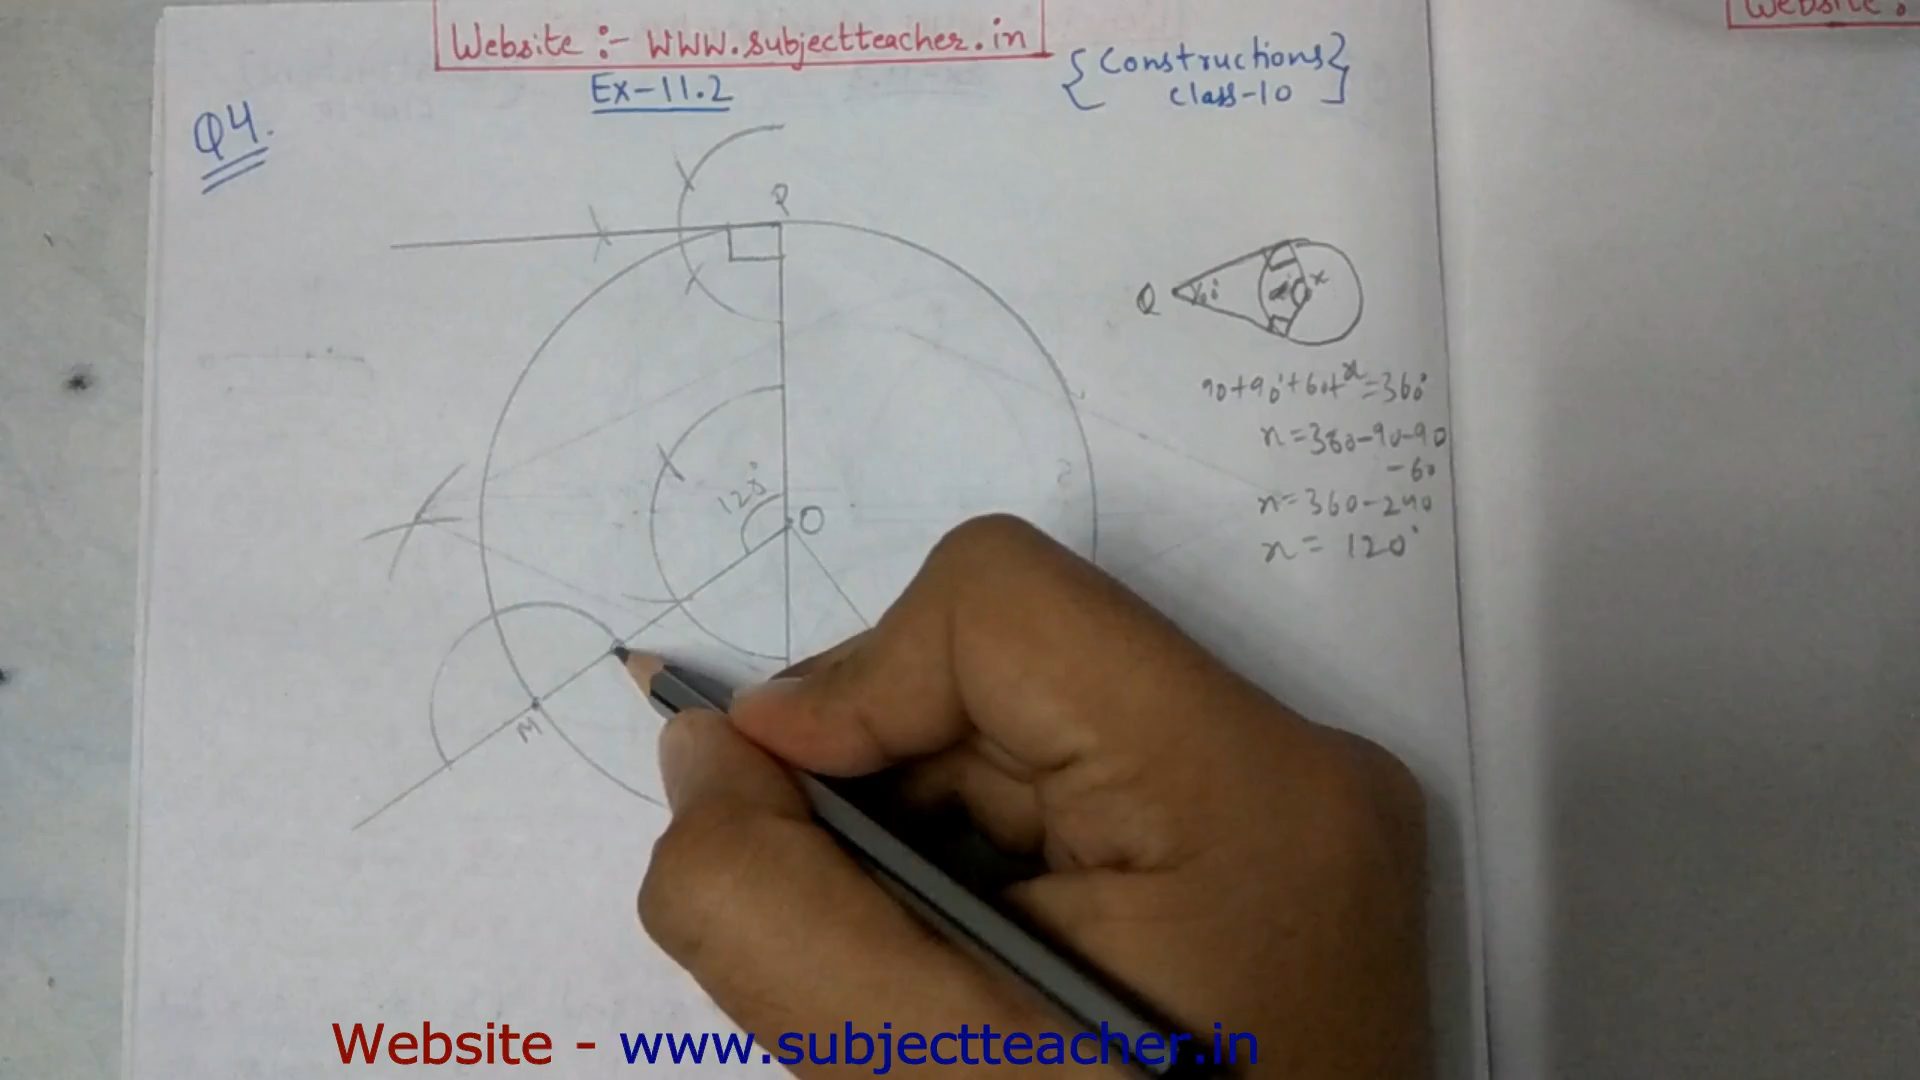 Website :- www.subjectteacher.in
Website :
Ex-11.2
{Constructions}
Class-10
Q4.
P
Q
60°
x
90+90°+60+x=360°
x=360-90-90
-60
x=360-240
x= 120°
120°
O
M
Website - www.subjectteacher.in